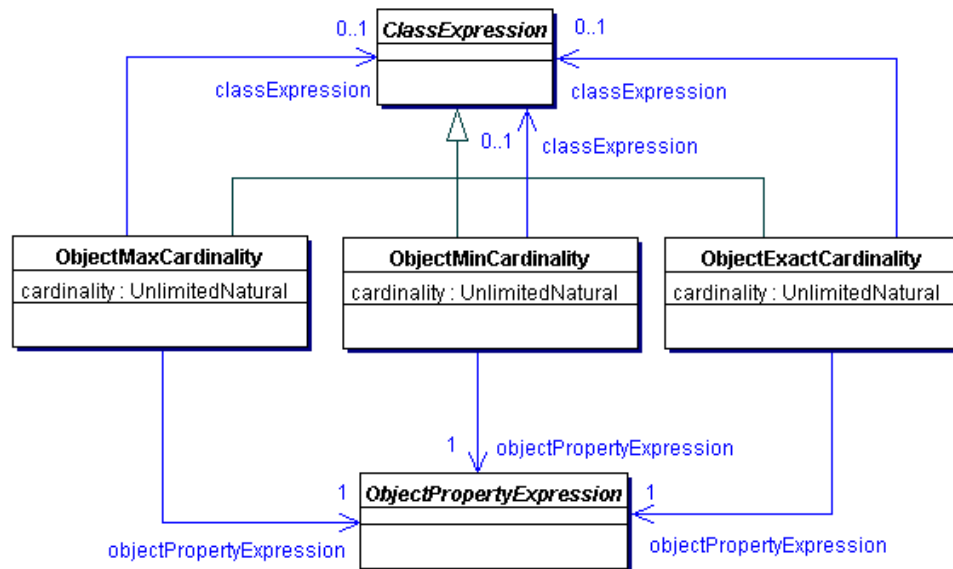 0..1
ClassExpression
0..1
classExpression
classExpression
0..1
classExpression
ObjectMaxCardinality
cardinality : UnlimitedNatural
ObjectMinCardinality
cardinality : UnlimitedNatural
ObjectExactCardinality
cardinality : UnlimitedNatural
1
objectPropertyExpression
1
ObjectPropertyExpression
1
objectPropertyExpression
objectPropertyExpression